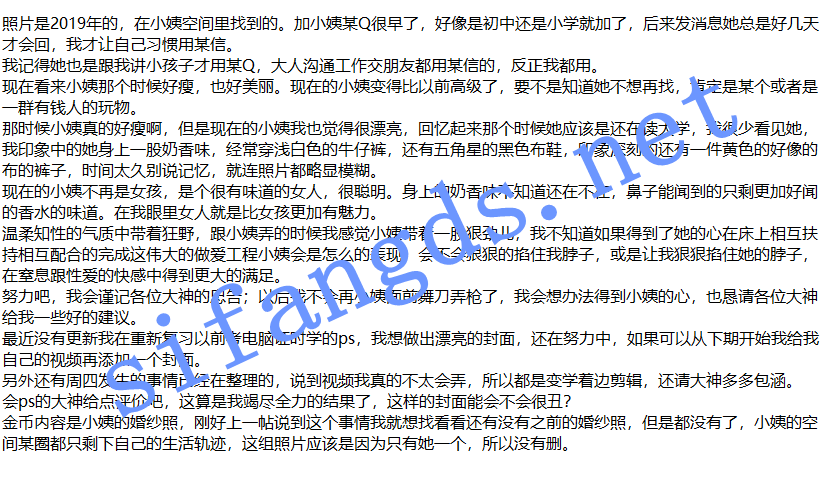 照片是2019年的，在小姨空间里找到的。加小姨某Q很早了，好像是初中还是小学就加了，后来发消息她总是好几天
才会回，我才让自己习惯用某信。
我记得她也是跟我讲小孩子才用某Q，大人沟通工作交朋友都用某信的，反正我都用。
现在看来小姨那个时候好瘦，也好美丽。现在的小姨变得比以前高级了，要不是知道她不想再找，肯定是某个或者是
一群有钱人的玩物。
那时候小姨真的好瘦啊，但是现在的小姨我也觉得很漂亮，回忆起来那个时候她应该是还在读大学，我很少看见她，
我印象中的她身上一股奶香味，经常穿浅白色的牛仔裤，还有五角星的黑色布鞋，印象深刻的还有一件黄色的好像的
布的裤子，时间太久别说记忆，就连照片都略显模糊。
现在的小姨不再是女孩，是个很有味道的女人，很聪明。身上的奶香味不知道还在不在，鼻子能闻到的只剩更加好闻
的香水的味道。在我眼里女人就是比女孩更加有魅力。
温柔知性的气质中带着狂野，跟小姨弄的时候我感觉小姨带着一股狠劲儿，我不知道如果得到了她的心在床上相互扶
持相互配合的完成这伟大的做爱工程小姨会是怎么的表现，会不会狠狠的掐住我脖子，或是让我狠狠掐住她的脖子，
在窒息跟性爱的快感中得到更大的满足。
努力吧，我会谨记各位大神的忠告；以后我不会再小姨面前舞刀弄枪了，我会想办法得到小姨的心，也恳请各位大神
给我一些好的建议。
最近没有更新我在重新复习以前考电脑证时学的ps，我想做出漂亮的封面，还在努力中，如果可以从下期开始我给我
自己的视频再添加一个封面。
另外还有周四发生的事情已经在整理的，说到视频我真的不太会弄，所以都是变学着边剪辑，还请大神多多包涵。
会ps的大神给点评价吧，这算是我竭尽全力的结果了，这样的封面能会不会很丑？
金币内容是小姨的婚纱照，刚好上一帖说到这个事情我就想找看看还有没有之前的婚纱照，但是都没有了，小姨的空
间某圈都只剩下自己的生活轨迹，这组照片应该是因为只有她一个，所以没有删。
sifangds.net